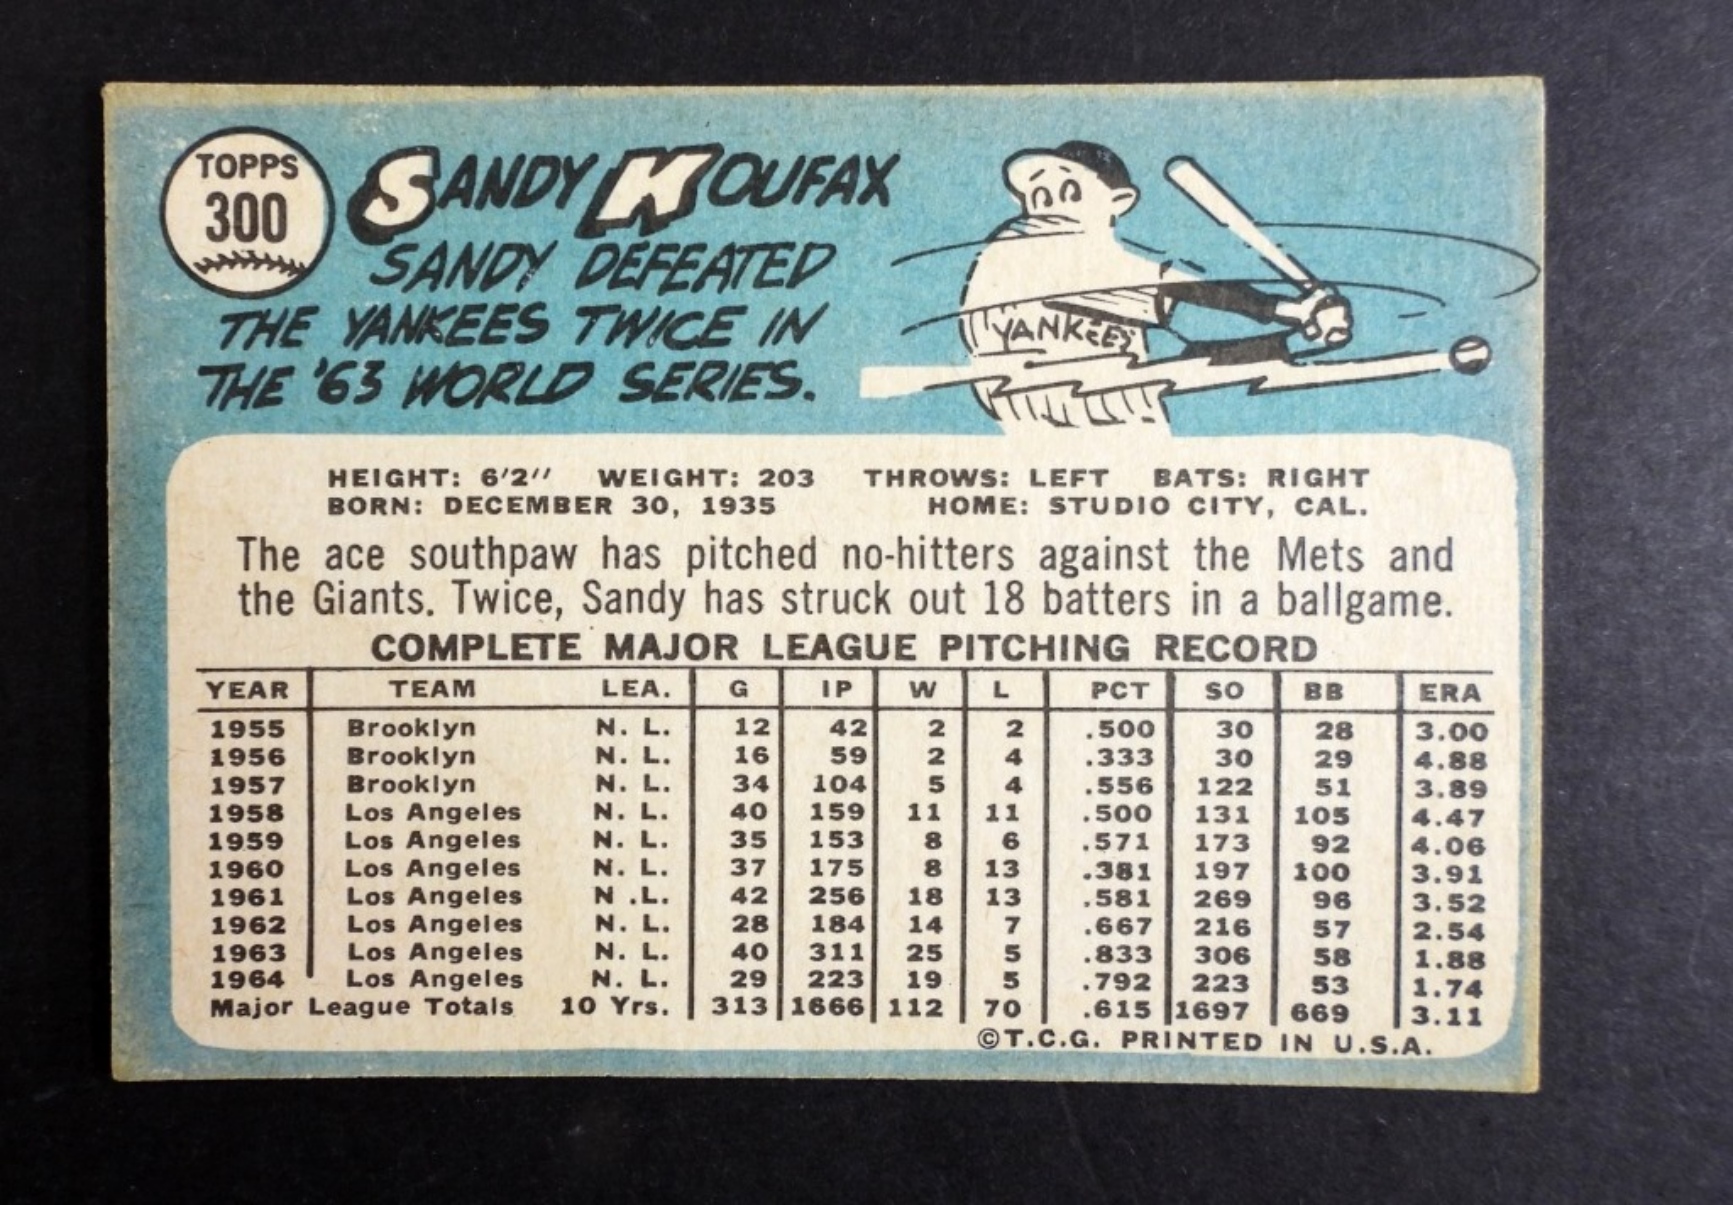 TOPPS
300
SANDY KOUFAX
SANDY DEFEATED
THE YANKEES TWICE IN
THE '63 WORLD SERIES.
YANKEES
HEIGHT: 6'2" WEIGHT: 203 THROWS: LEFT BATS: RIGHT
BORN: DECEMBER 30, 1935 HOME: STUDIO CITY, CAL.
The ace southpaw has pitched no-hitters against the Mets and
the Giants. Twice, Sandy has struck out 18 batters in a ballgame.
COMPLETE MAJOR LEAGUE PITCHING RECORD
YEAR TEAM LEA. G IP W L PCT SO BB ERA
1955 Brooklyn N. L. 12 42 2 2 .500 30 28 3.00
1956 Brooklyn N. L. 16 59 2 4 .333 30 29 4.88
1957 Brooklyn N. L. 34 104 5 4 .556 122 51 3.89
1958 Los Angeles N. L. 40 159 11 11 .500 131 105 4.47
1959 Los Angeles N. L. 35 153 8 6 .571 173 92 4.06
1960 Los Angeles N. L. 37 175 8 13 .381 197 100 3.91
1961 Los Angeles N .L. 42 256 18 13 .581 269 96 3.52
1962 Los Angeles N. L. 28 184 14 7 .667 216 57 2.54
1963 Los Angeles N. L. 40 311 25 5 .833 306 58 1.88
1964 Los Angeles N. L. 29 223 19 5 .792 223 53 1.74
Major League Totals 10 Yrs. 313 1666 112 70 .615 1697 669 3.11
©T.C.G. PRINTED IN U.S.A.